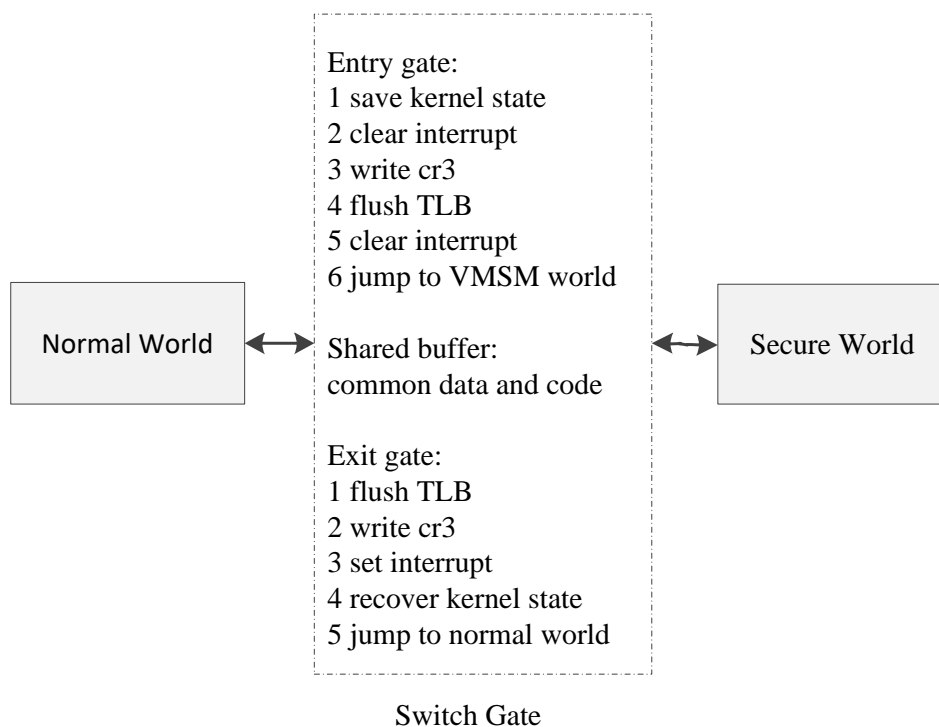 Entry gate:
1 save kernel state
2 clear interrupt
3 write cr3
4 flush TLB
5 clear interrupt
6 jump to VMSM world
Normal World
Shared buffer:
common data and code
Secure World
Exit gate:
1 flush TLB
2 write cr3
3 set interrupt
4 recover kernel state
5 jump to normal world
Switch Gate